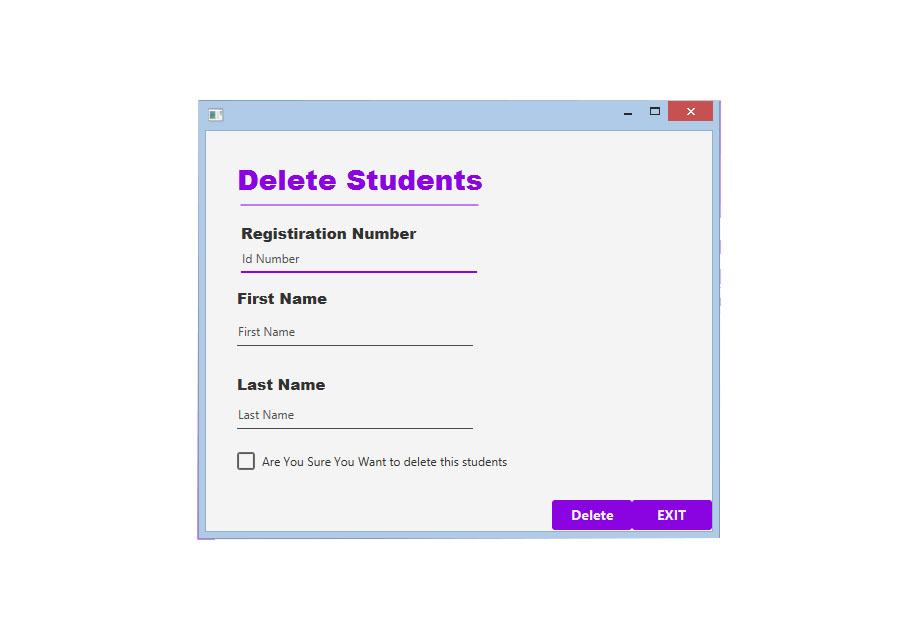 Delete Students
Registiration Number
Id Number
First Name
First Name
Last Name
Last Name
Are You Sure You Want to delete this students
Delete EXIT